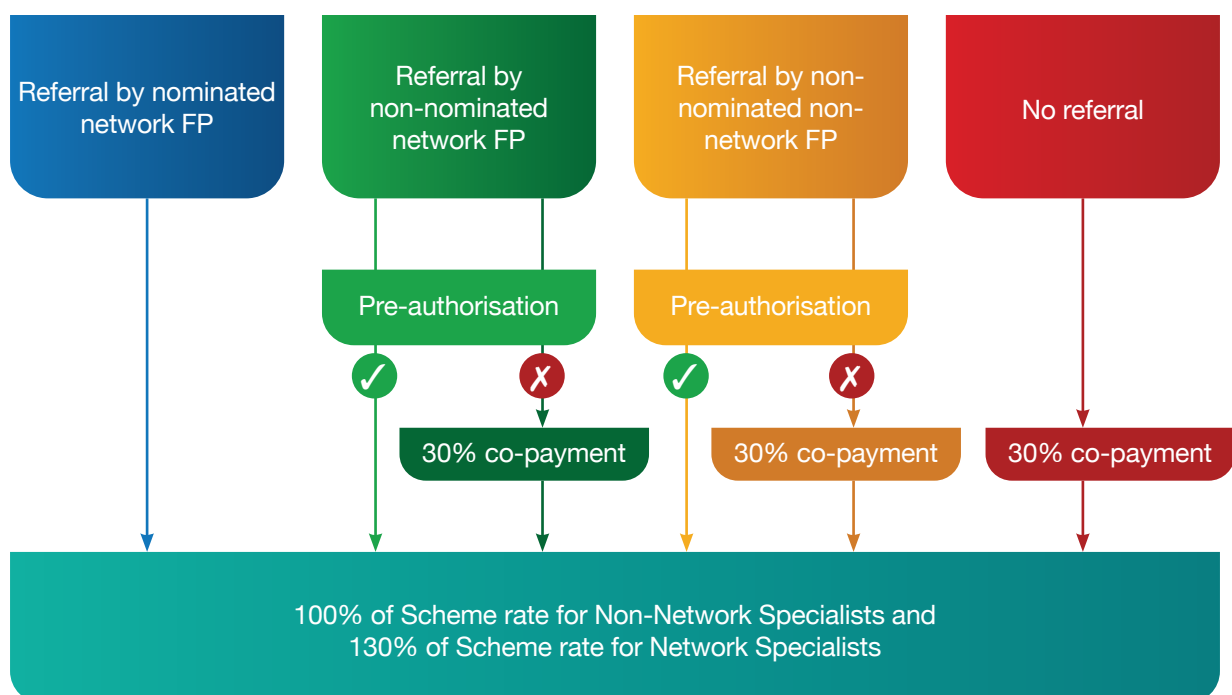 Referral by nominated
network FP
Referral by
non-nominated
network FP
Referral by non-
nominated non-
network FP
No referral
Pre-authorisation
Pre-authorisation
✓
✗
✓
✗
30% co-payment
30% co-payment
30% co-payment
100% of Scheme rate for Non-Network Specialists and
130% of Scheme rate for Network Specialists